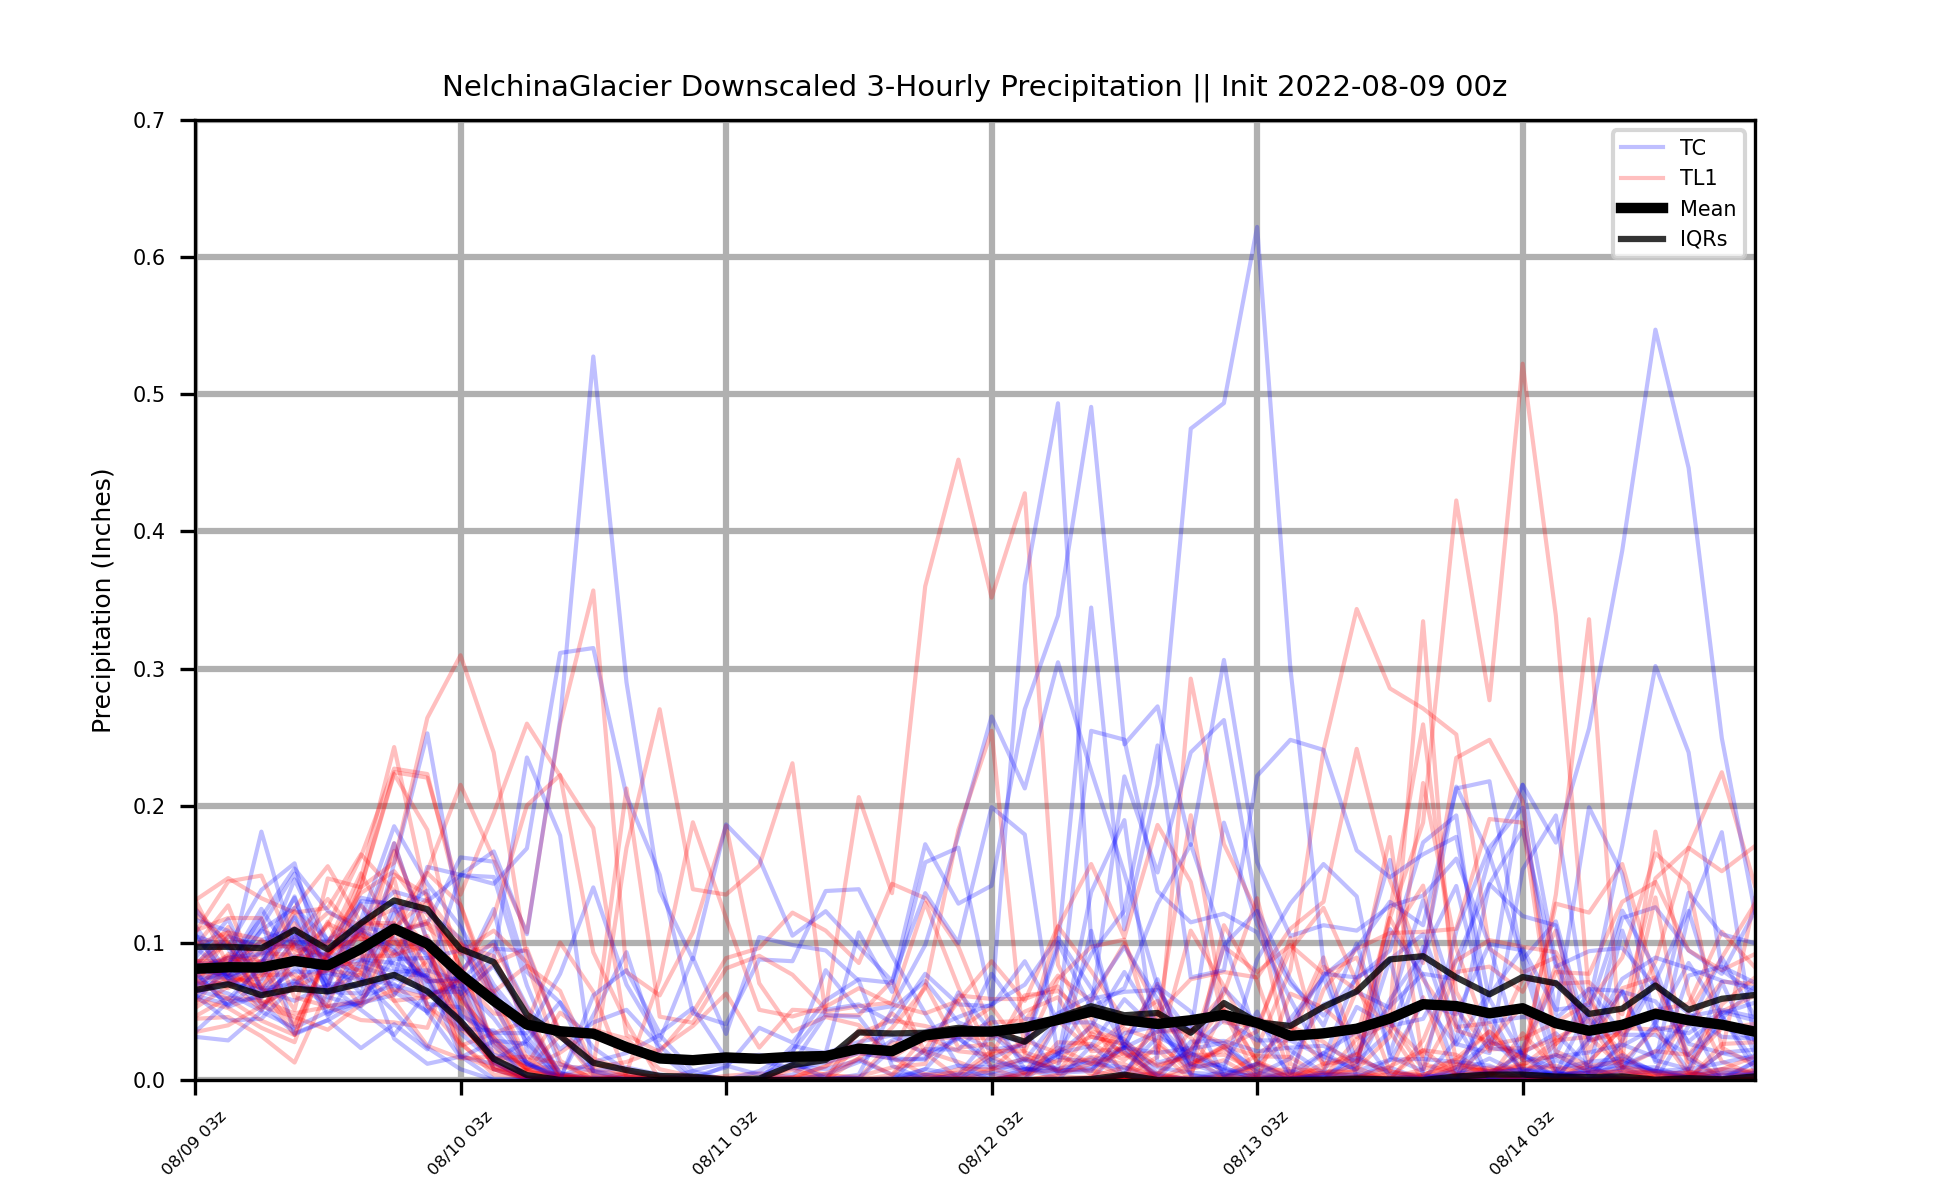 NelchinaGlacier Downscaled 3-Hourly Precipitation || Init 2022-08-09 00z
0.7
0.6
0.5
0.4
0.3
0.2
0.1
0.0
Precipitation (Inches)
TC
TL1
Mean
IQRs
08/09 03z
08/10 03z
08/11 03z
08/12 03z
08/13 03z
08/14 03z